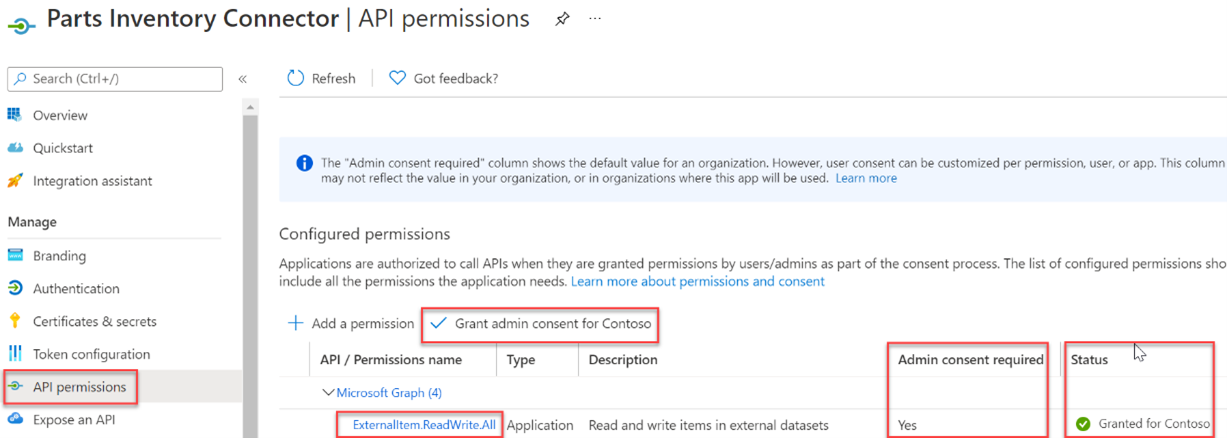 Parts Inventory Connector | API permissions ...
Search (Ctrl+/)
«
Refresh
Got feedback?
Overview
Quickstart
Integration assistant
Manage
Branding
Authentication
Certificates & secrets
Token configuration
API permissions
Expose an API
The "Admin consent required" column shows the default value for an organization. However, user consent can be customized per permission, user, or app. This column
may not reflect the value in your organization, or in organizations where this app will be used. Learn more
Configured permissions
Applications are authorized to call APIs when they are granted permissions by users/admins as part of the consent process. The list of configured permissions sho
include all the permissions the application needs. Learn more about permissions and consent
Add a permission Grant admin consent for Contoso
API / Permissions name Type Description Admin consent required Status
Microsoft Graph (4)
ExternalItem.ReadWrite.All Application Read and write items in external datasets Yes Granted for Contoso